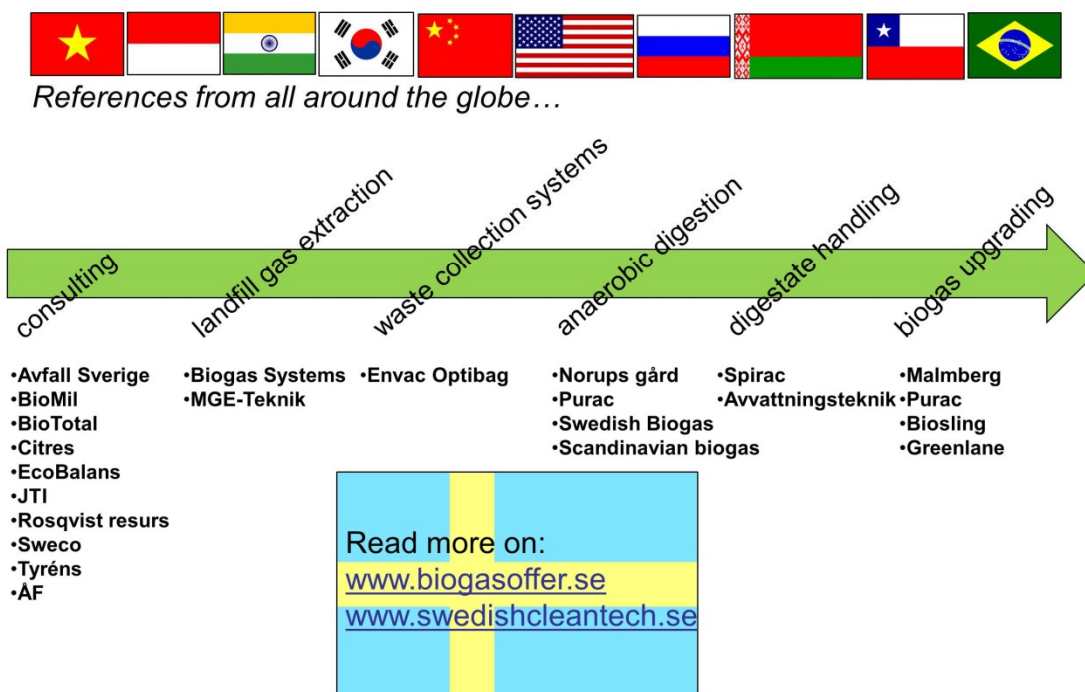 References from all around the globe…
consulting
landfill gas extraction
waste collection systems
anaerobic digestion
digestate handling
biogas upgrading
•Avfall Sverige
•BioMil
•BioTotal
•Citres
•EcoBalans
•JTI
•Rosqvist resurs
•Sweco
•Tyréns
•ÅF
•Biogas Systems
•MGE-Teknik
•Envac Optibag
•Norups gård
•Purac
•Swedish Biogas
•Scandinavian biogas
•Spirac
•Avvattningsteknik
•Malmberg
•Purac
•Biosling
•Greenlane
Read more on:
www.biogasoffer.se
www.swedishcleantech.se